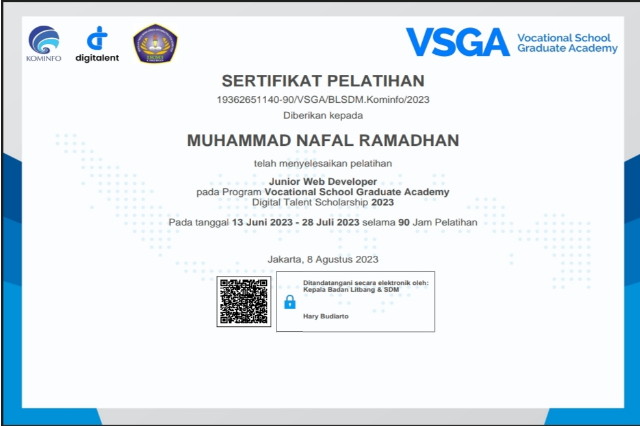 KOMINFO
digitalent
VSGA
Vocational School
Graduate Academy
SERTIFIKAT PELATIHAN
19362651140-90/VSGA/BLSDM.Kominfo/2023
Diberikan kepada
MUHAMMAD NAFAL RAMADHAN
telah menyelesaikan pelatihan
Junior Web Developer
pada Program Vocational School Graduate Academy
Digital Talent Scholarship 2023
Pada tanggal 13 Juni 2023 - 28 Juli 2023 selama 90 Jam Pelatihan
Jakarta, 8 Agustus 2023
Ditandatangani secara elektronik oleh:
Kepala Badan Litbang & SDM
Hary Budiarto